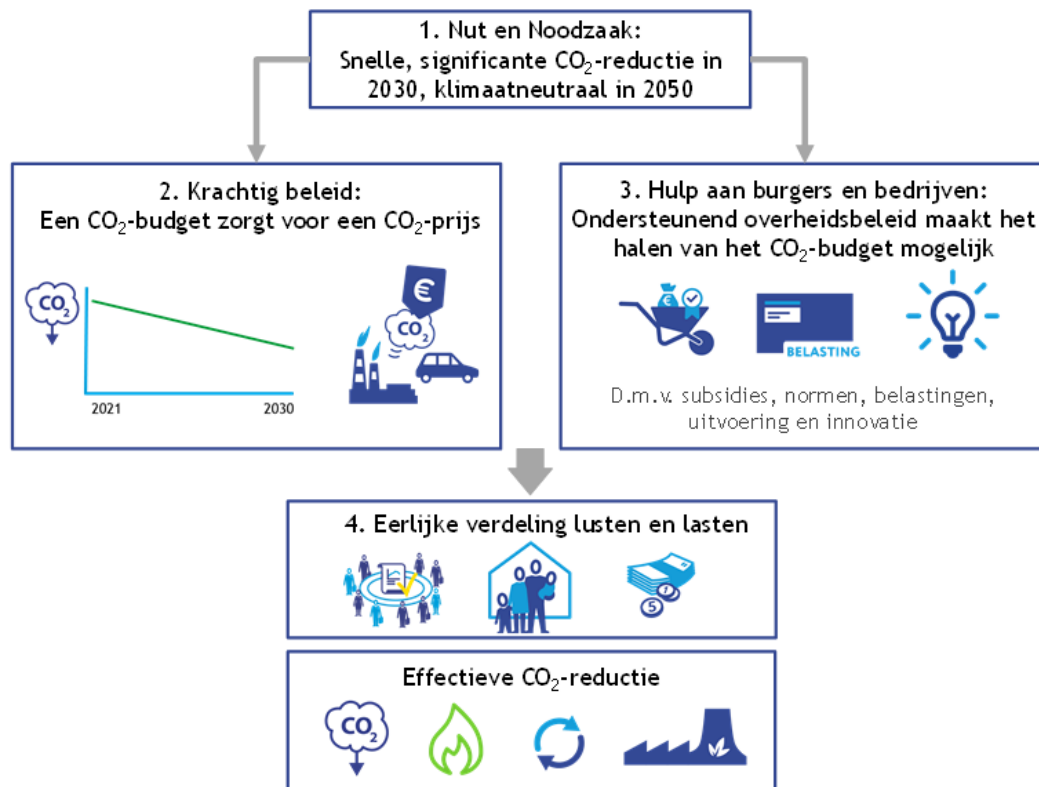 1. Nut en Noodzaak:
Snelle, significante CO₂-reductie in
2030, klimaatneutraal in 2050
2. Krachtig beleid:
Een CO₂-budget zorgt voor een CO₂-prijs
CO₂
€
CO₂
2021
2030
3. Hulp aan burgers en bedrijven:
Ondersteunend overheidsbeleid maakt het
halen van het CO₂-budget mogelijk
€
BELASTING
D.m.v. subsidies, normen, belastingen,
uitvoering en innovatie
4. Eerlijke verdeling lusten en lasten
1
5
Effectieve CO₂-reductie
CO₂